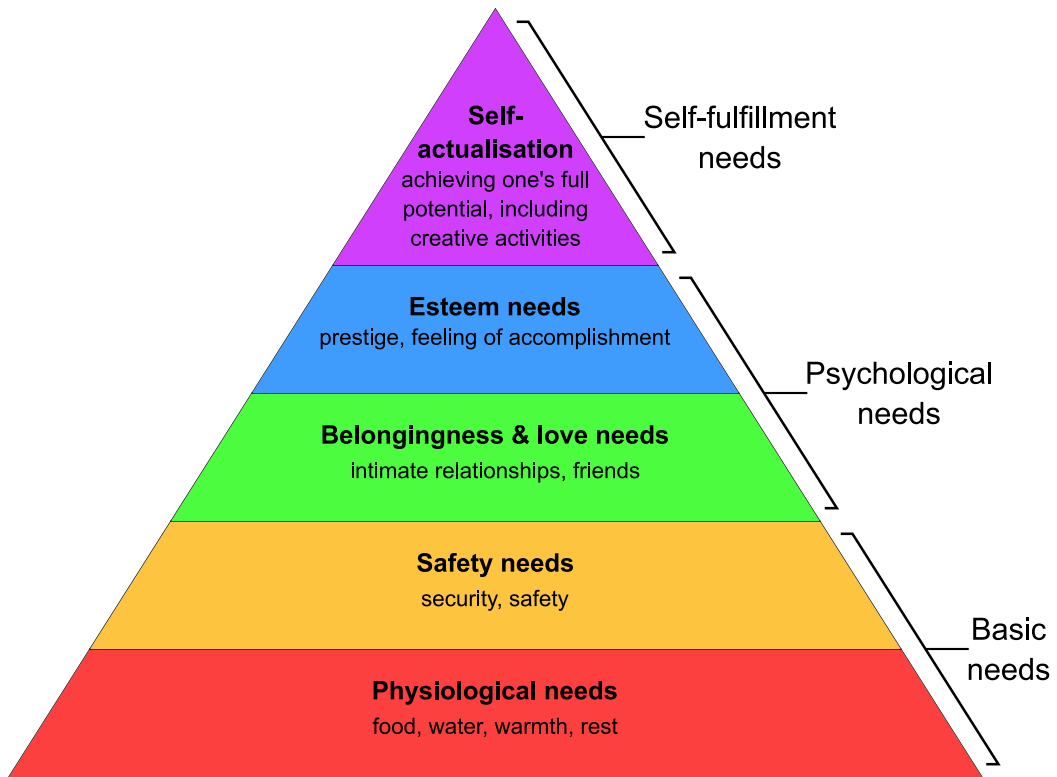 Self-
actualisation
achieving one's full
potential, including
creative activities
Self-fulfillment
needs
Esteem needs
prestige, feeling of accomplishment
Psychological
needs
Belongingness & love needs
intimate relationships, friends
Safety needs
security, safety
Basic
needs
Physiological needs
food, water, warmth, rest